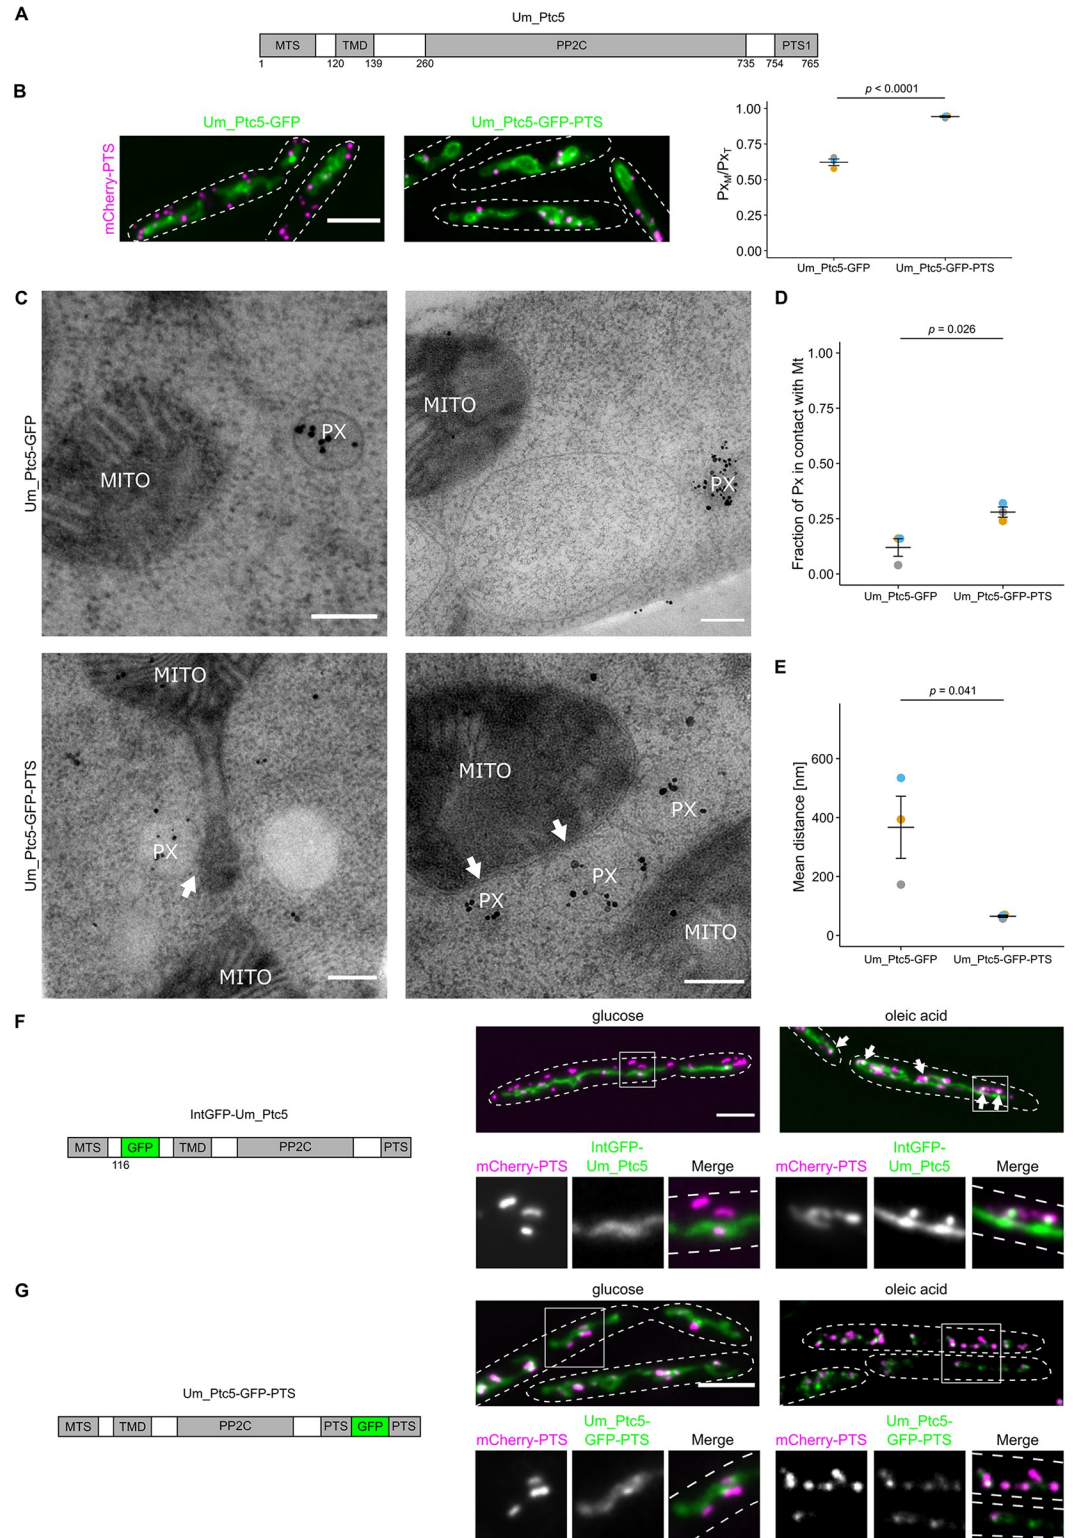 A
Um_Ptc5
MTS TMD PP2C PTS1
1 120 139 260 735 754 765
B
Um_Ptc5-GFP
Um_Ptc5-GFP-PTS
mCherry-PTS
p < 0.0001
1.00
0.75
0.50
0.25
0.00
PxM/PxT
Um_Ptc5-GFP Um_Ptc5-GFP-PTS
C
Um_Ptc5-GFP
MITO
PX
MITO
PX
Um_Ptc5-GFP-PTS
MITO
PX
MITO
MITO
PX
PX
PX
MITO
D
p = 0.026
1.00
0.75
0.50
0.25
0.00
Fraction of Px in contact with Mt
Um_Ptc5-GFP Um_Ptc5-GFP-PTS
E
p = 0.041
600
400
200
0
Mean distance [nm]
Um_Ptc5-GFP Um_Ptc5-GFP-PTS
F
IntGFP-Um_Ptc5
MTS GFP TMD PP2C PTS
116
glucose
oleic acid
mCherry-PTS
IntGFP-
Um_Ptc5
Merge
mCherry-PTS
IntGFP-
Um_Ptc5
Merge
G
Um_Ptc5-GFP-PTS
MTS TMD PP2C PTS GFP PTS
glucose
oleic acid
mCherry-PTS
Um_Ptc5-
GFP-PTS
Merge
mCherry-PTS
Um_Ptc5-
GFP-PTS
Merge